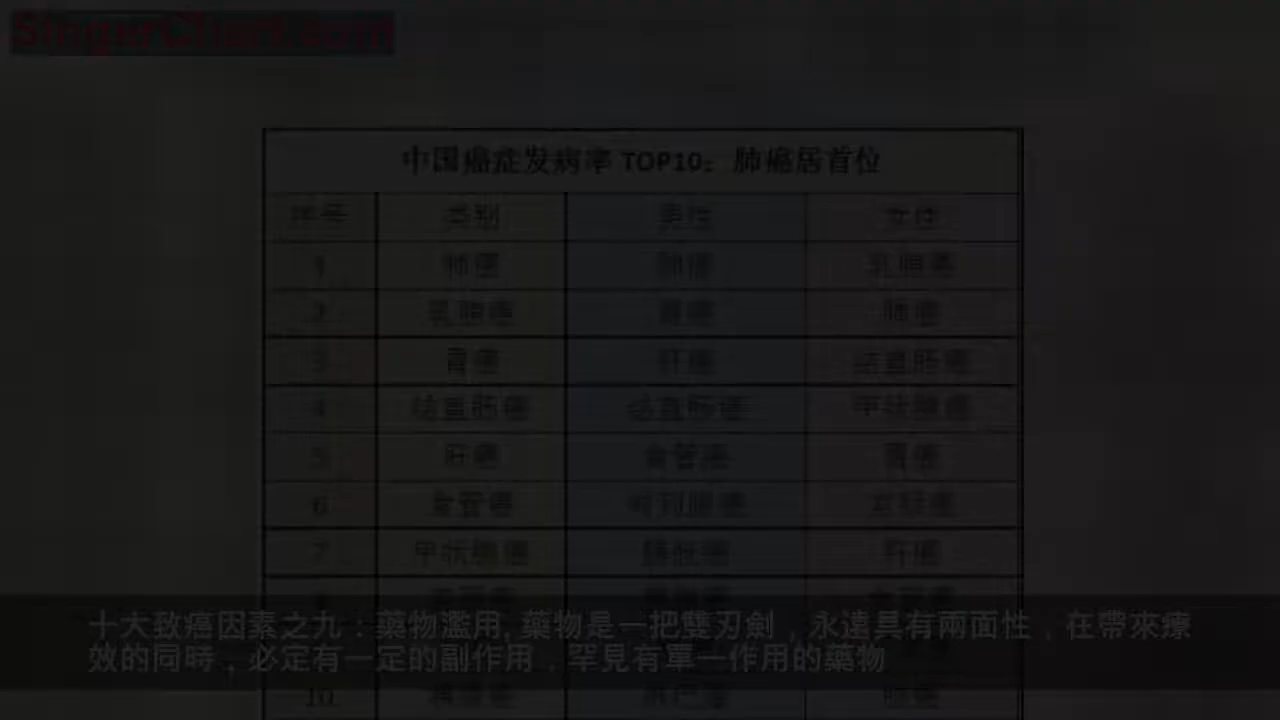 SingerChart.com
中国癌症发病率 TOP10：肺癌居首位
序号 类别 男性 女性
1 肺癌 肺癌 乳腺癌
2 乳腺癌 胃癌 肺癌
3 胃癌 肝癌 结直肠癌
4 结直肠癌 结直肠癌 甲状腺癌
5 肝癌 食管癌 胃癌
6 食管癌 前列腺癌
7 甲状腺癌 膀胱癌 肝癌
十大致癌因素之九：藥物濫用, 藥物是一把雙刃劍，永遠具有兩面性，在帶來療
效的同時，必定有一定的副作用，罕見有單一作用的藥物
10